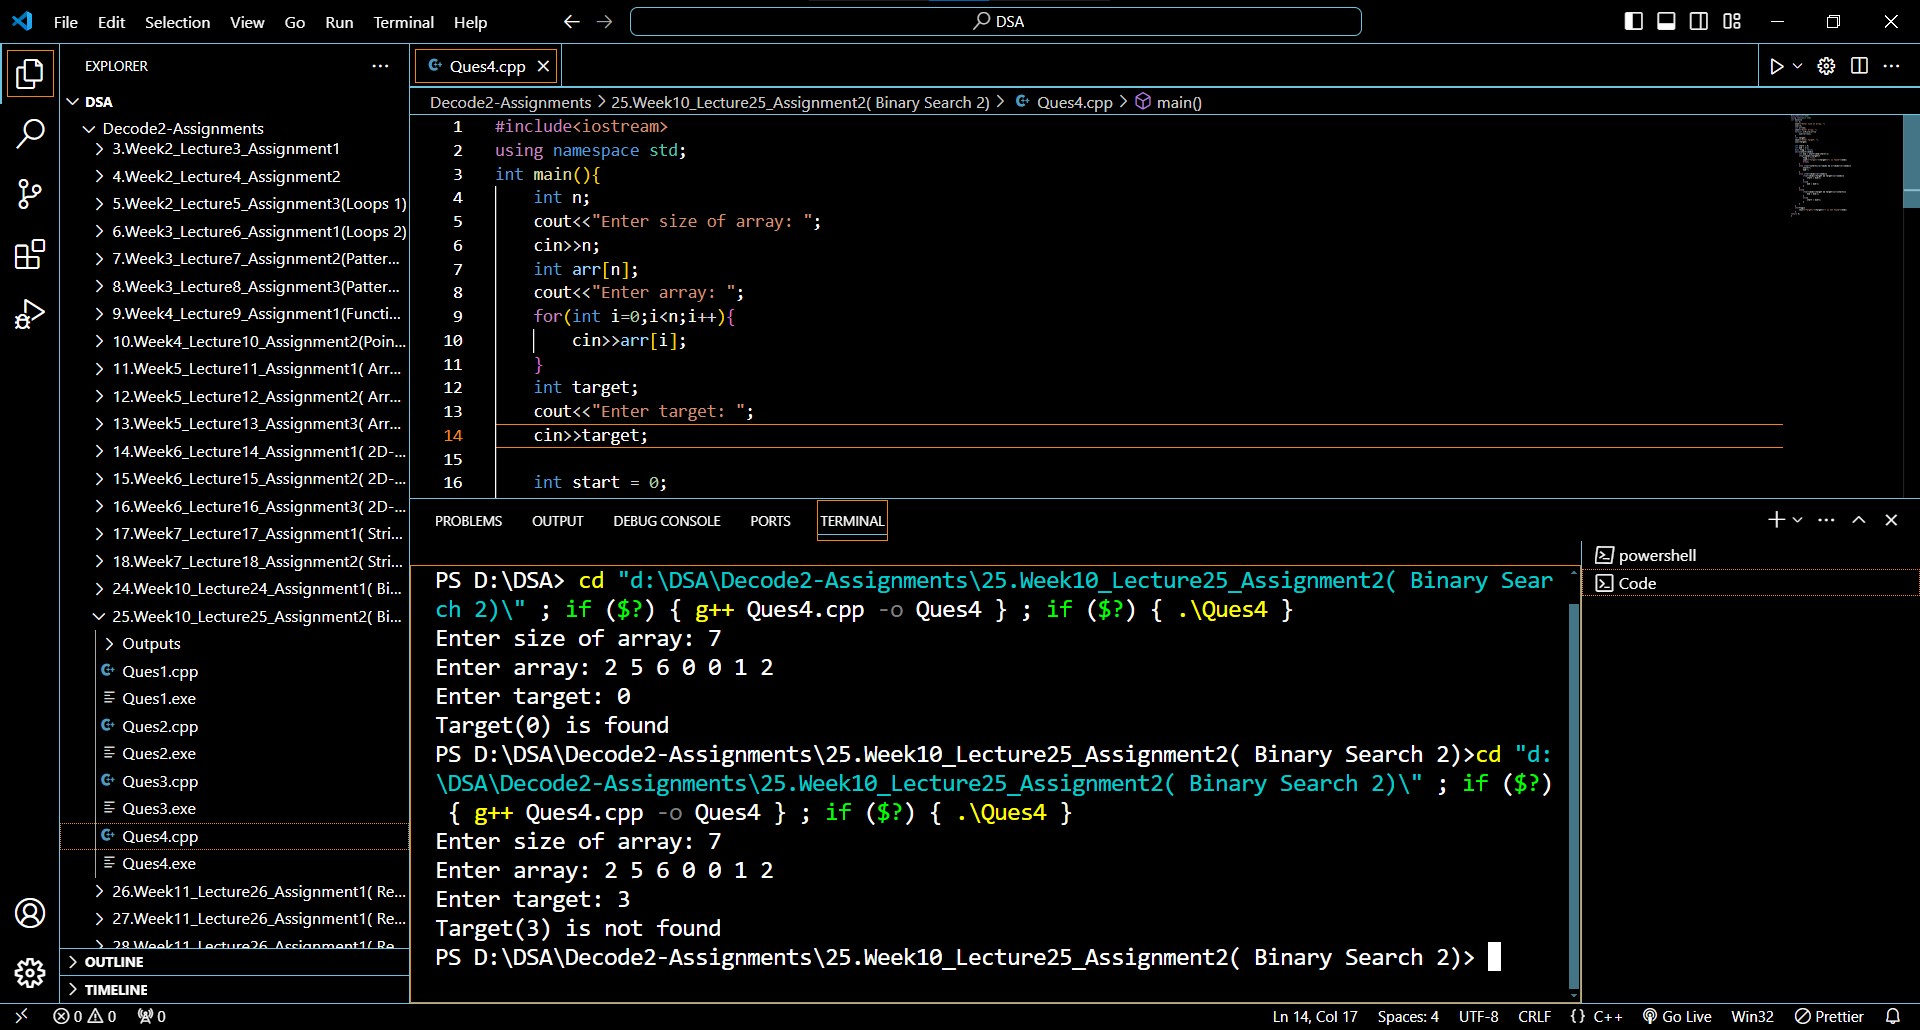 File Edit Selection View Go Run Terminal Help
DSA
EXPLORER
DSA
Decode2-Assignments
3.Week2_Lecture3_Assignment1
4.Week2_Lecture4_Assignment2
5.Week2_Lecture5_Assignment3(Loops 1)
6.Week3_Lecture6_Assignment1(Loops 2)
7.Week3_Lecture7_Assignment2(Patter...
8.Week3_Lecture8_Assignment3(Patter...
9.Week4_Lecture9_Assignment1(Functi...
10.Week4_Lecture10_Assignment2(Poin...
11.Week5_Lecture11_Assignment1( Arr...
12.Week5_Lecture12_Assignment2( Arr...
13.Week5_Lecture13_Assignment3( Arr...
14.Week6_Lecture14_Assignment1( 2D-...
15.Week6_Lecture15_Assignment2( 2D-...
16.Week6_Lecture16_Assignment3( 2D-...
17.Week7_Lecture17_Assignment1( Stri...
18.Week7_Lecture18_Assignment2( Stri...
24.Week10_Lecture24_Assignment1( Bi...
25.Week10_Lecture25_Assignment2( Bi...
Outputs
Ques1.cpp
Ques1.exe
Ques2.cpp
Ques2.exe
Ques3.cpp
Ques3.exe
Ques4.cpp
Ques4.exe
26.Week11_Lecture26_Assignment1( Re...
27.Week11_Lecture26_Assignment1( Re...
28.Week11_Lecture26_Assignment1( Re...
OUTLINE
TIMELINE
Ques4.cpp
Decode2-Assignments > 25.Week10_Lecture25_Assignment2( Binary Search 2) > Ques4.cpp > main()
1 #include<iostream>
2 using namespace std;
3 int main(){
4 int n;
5 cout<<"Enter size of array: ";
6 cin>>n;
7 int arr[n];
8 cout<<"Enter array: ";
9 for(int i=0;i<n;i++){
10 cin>>arr[i];
11 }
12 int target;
13 cout<<"Enter target: ";
14 cin>>target;
15
16 int start = 0;
PROBLEMS OUTPUT DEBUG CONSOLE PORTS TERMINAL
powershell
Code
PS D:\DSA> cd "d:\DSA\Decode2-Assignments\25.Week10_Lecture25_Assignment2( Binary Sear
ch 2)\" ; if ($?) { g++ Ques4.cpp -o Ques4 } ; if ($?) { .\Ques4 }
Enter size of array: 7
Enter array: 2 5 6 0 0 1 2
Enter target: 0
Target(0) is found
PS D:\DSA\Decode2-Assignments\25.Week10_Lecture25_Assignment2( Binary Search 2)>cd "d:
\DSA\Decode2-Assignments\25.Week10_Lecture25_Assignment2( Binary Search 2)\" ; if ($?)
{ g++ Ques4.cpp -o Ques4 } ; if ($?) { .\Ques4 }
Enter size of array: 7
Enter array: 2 5 6 0 0 1 2
Enter target: 3
Target(3) is not found
PS D:\DSA\Decode2-Assignments\25.Week10_Lecture25_Assignment2( Binary Search 2)>
0 0 0 Ln 14, Col 17 Spaces: 4 UTF-8 CRLF {} C++ Go Live Win32 Prettier